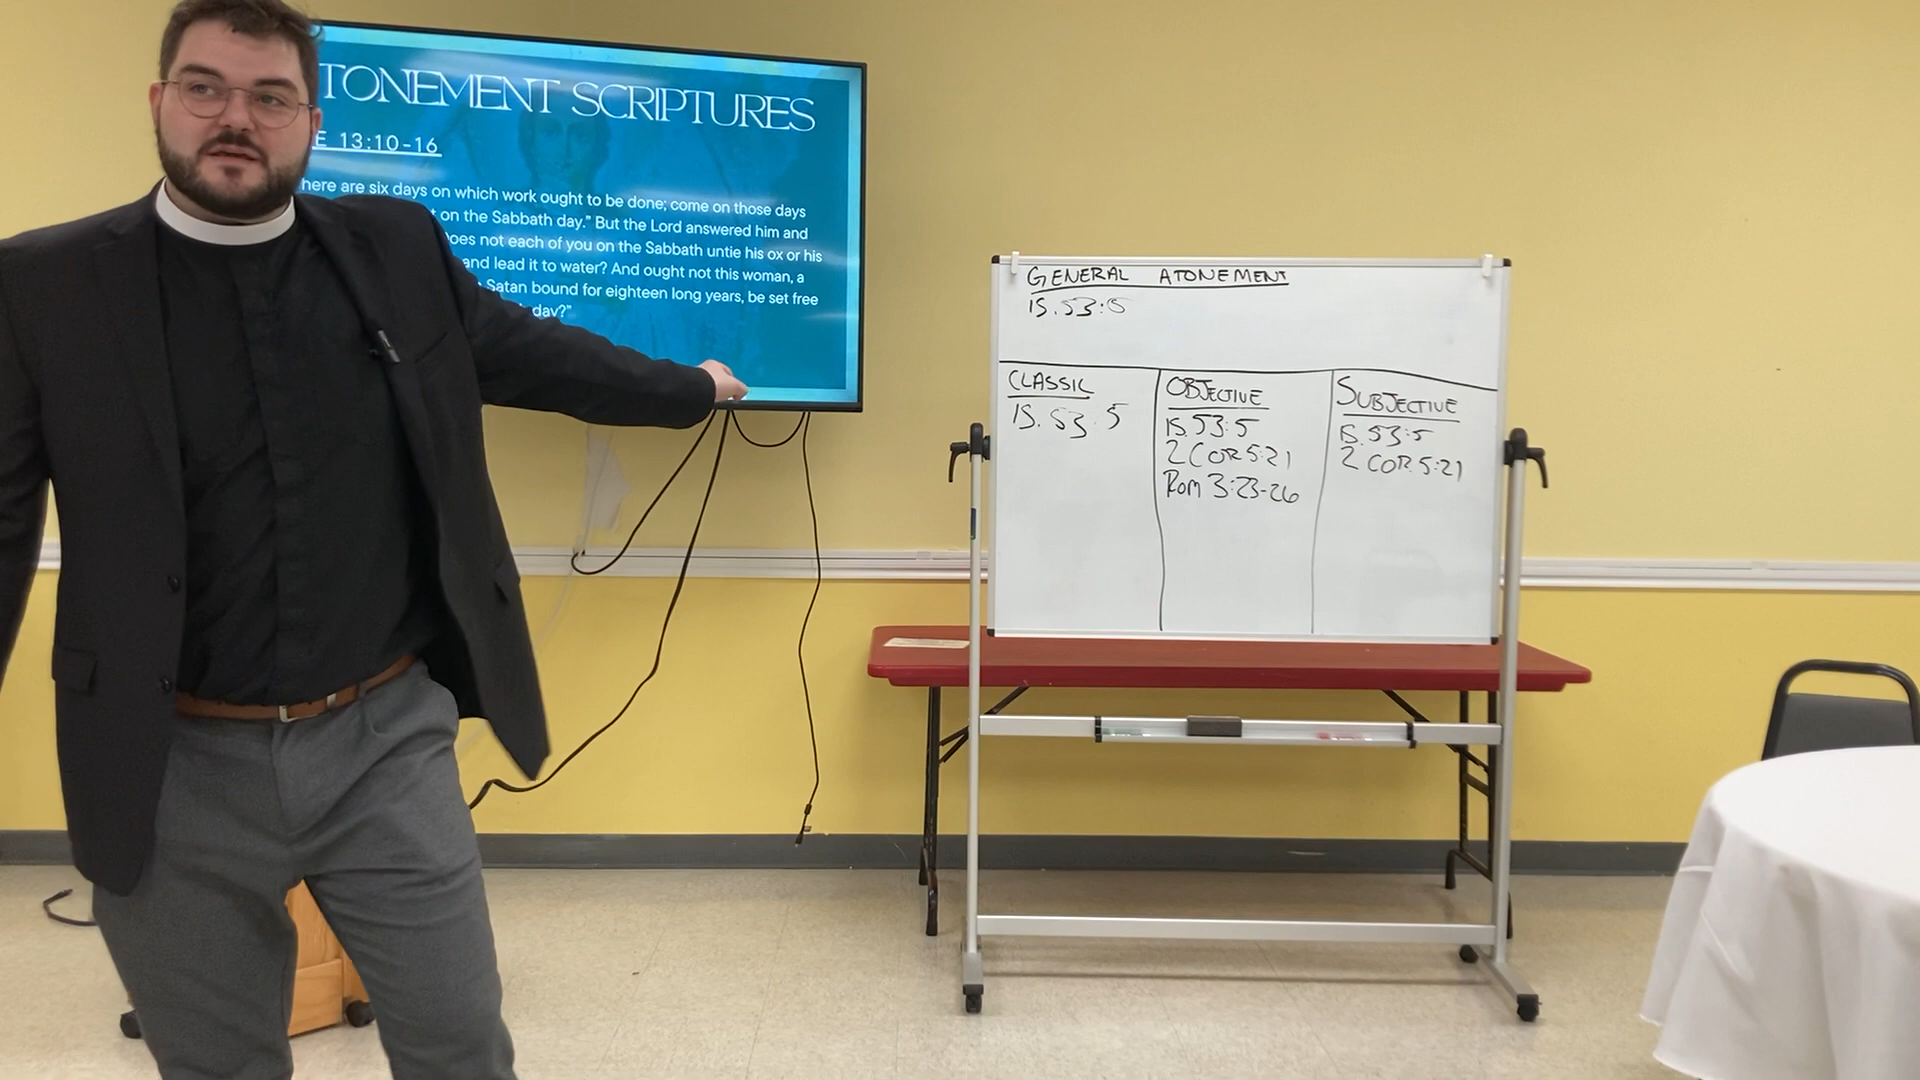 TONEMENT SCRIPTURES
E 13:10-16
here are six days on which work ought to be done; come on those days
on the Sabbath day." But the Lord answered him and
oes not each of you on the Sabbath untie his ox or his
and lead it to water? And ought not this woman, a
Satan bound for eighteen long years, be set free
day?"
GENERAL ATONEMENT
IS. 53:5
CLASSIC
IS. 53 5
OBJECTIVE
IS. 53:5
2 COR 5:21
ROM 3:23-26
SUBJECTIVE
IS. 53:5
2 COR. 5:21